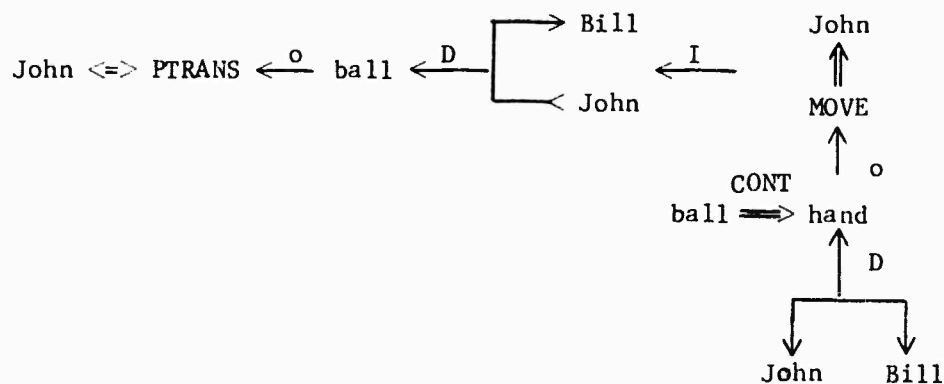 Bill
John
John <=> PTRANS o ball D I
John
MOVE
o
CONT
ball hand
D
John Bill